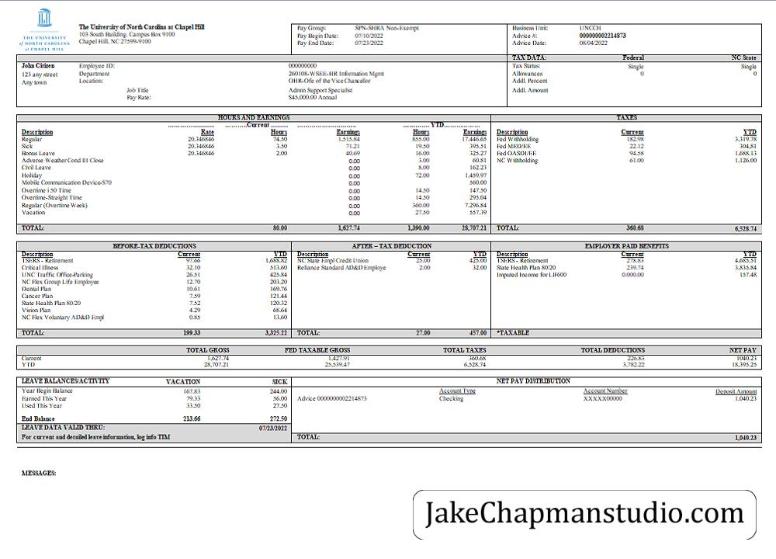 THE UNIVERSITY
of NORTH CAROLINA
at CHAPEL HILL
The University of North Carolina at Chapel Hill
103 South Building, Campus Box 9100
Chapel Hill, NC 27599-9100
Pay Group: SPN-SHRA Non-Exempt
Pay Begin Date: 07/10/2022
Pay End Date: 07/23/2022
Business Unit: UNCCH
Advice #: 000000002214873
Advice Date: 08/04/2022
John Citizen
123 any street
Any town
Employee ID: 000000000
Department 260108-WSEE-HR Information Mgmt
Location: OHR-Ofc of the Vice Chancellor
Job Title Admin Support Specialist
Pay Rate: $45,000.00 Annual
TAX DATA: Federal NC State
Tax Status Single Single
Allowances 0 0
Addl. Percent
Addl. Amount
HOURS AND EARNINGS
Current YTD
Description Rate Hours Earnings Hours Earnings
Regular 20.346846 74.50 1,515.84 855.00 17,446.65
Sick 20.346846 3.50 71.21 19.50 395.51
Bonus Leave 20.346846 2.00 40.69 16.00 325.27
Adverse WeatherCond III Close 0.00 3.00 60.81
Civil Leave 0.00 8.00 162.23
Holiday 0.00 72.00 1,459.97
Mobile Communication Device-$70 0.00 560.00
Overtime 1.50 Time 0.00 14.50 147.50
Overtime-Straight Time 0.00 14.50 295.04
Regular (Overtime Week) 0.00 360.00 7,296.84
Vacation 0.00 27.50 557.39
TOTAL: 80.00 1,627.74 1,390.00 28,707.21
TAXES
Description Current YTD
Fed Withholding 182.98 3,319.78
Fed MED/EE 22.12 394.81
Fed OASDI/EE 94.58 1,688.13
NC Withholding 61.00 1,126.00
TOTAL: 360.68 6,528.74
BEFORE-TAX DEDUCTIONS
Description Current YTD
TSERS - Retirement 97.66 1,688.82
Critical Illness 32.10 513.60
UNC Traffic Office-Parking 26.51 425.84
NC Flex Group Life Employee 12.70 203.20
Dental Plan 10.61 169.76
Cancer Plan 7.59 121.44
State Health Plan 80/20 7.52 120.32
Vision Plan 4.29 68.64
NC Flex Voluntary AD&D Empl 0.85 13.60
TOTAL: 199.33 3,325.22
AFTER – TAX DEDUCTION
Description Current YTD
NC State Empl Credit Union 25.00 425.00
Reliance Standard AD&D Employe 2.00 32.00
TOTAL: 27.00 457.00
EMPLOYER PAID BENEFITS
Description Current YTD
TSERS - Retirement 278.83
State Health Plan 80/20 239.74 3,835.84
Imputed Income for LIF600 0.000.00 157.48
*TAXABLE
TOTAL GROSS FED TAXABLE GROSS TOTAL TAXES TOTAL DEDUCTIONS NET PAY
Current 1,627.74 1,427.91 360.68 226.83 1040.23
YTD 28,707.21 25,539.47 6,528.74 3,782.22 18,395.25
LEAVE BALANCES/ACTIVITY VACATION SICK
Year Begin Balance 167.83 244.00
Earned This Year 79.33 56.00
Used This Year 33.50 27.50
End Balance 213.66 272.50
LEAVE DATA VALID THRU: 07/23/2022
For current and detailed leave information, log info TIM
NET PAY DISTRIBUTION
Account Type Account Number Deposit Amount
Advice 000000002214873 Checking XXXXX00000 1,040.23
TOTAL: 1,040.23
MESSAGES:
JakeChapmanstudio.com